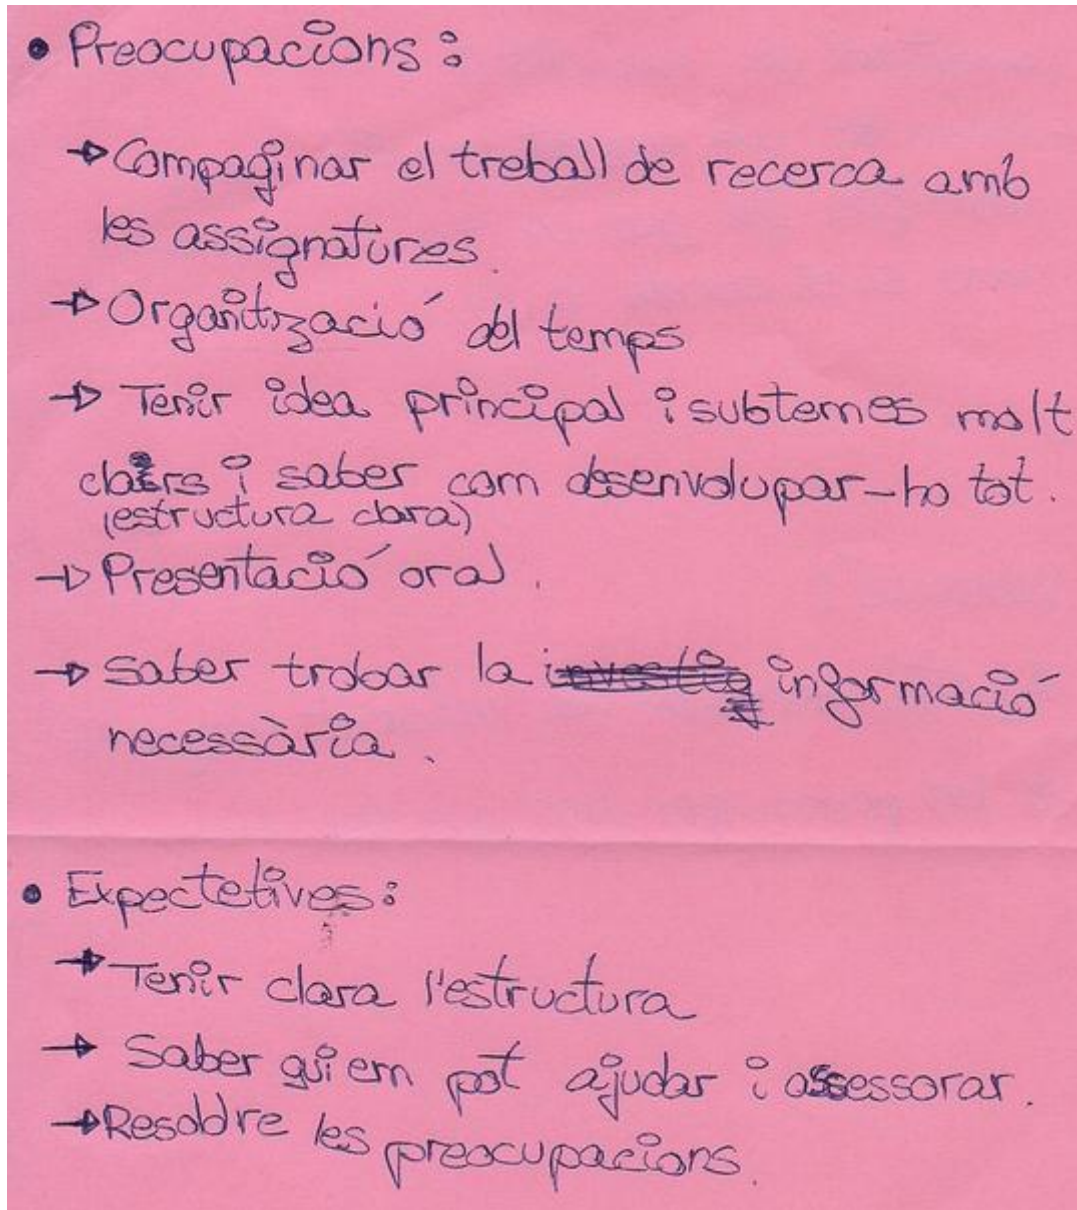 • Preocupacions:
→ Compaginar el treball de recerca amb
les assignatures.
→ Organització del temps
→ Tenir idea principal i subtemes molt
clars i saber com desenvolupar-ho tot.
(estructura clara)
→ Presentació oral.
→ Saber trobar la informació
necessària.
• Expectetives:
→ Tenir clara l'estructura
→ Saber qui em pot ajudar i assessorar.
→ Resoldre les preocupacions.